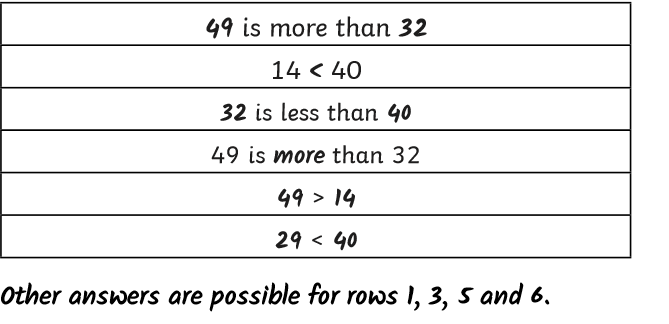 49 is more than 32
14 < 40
32 is less than 40
49 is more than 32
49 > 14
29 < 40
Other answers are possible for rows 1, 3, 5 and 6.